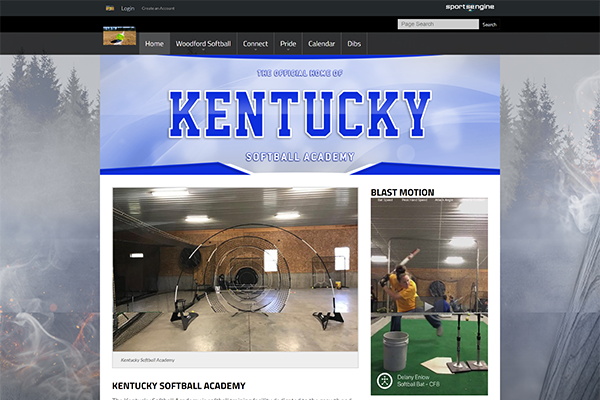 Login Create an Account
sportsengine
Page Search Search
Home Woodford Softball Connect Pride Calendar Dibs
THE OFFICIAL HOME OF
KENTUCKY
SOFTBALL ACADEMY
BLAST MOTION
Kentucky Softball Academy
Delany Enlow
Softball Bat - CF8
KENTUCKY SOFTBALL ACADEMY